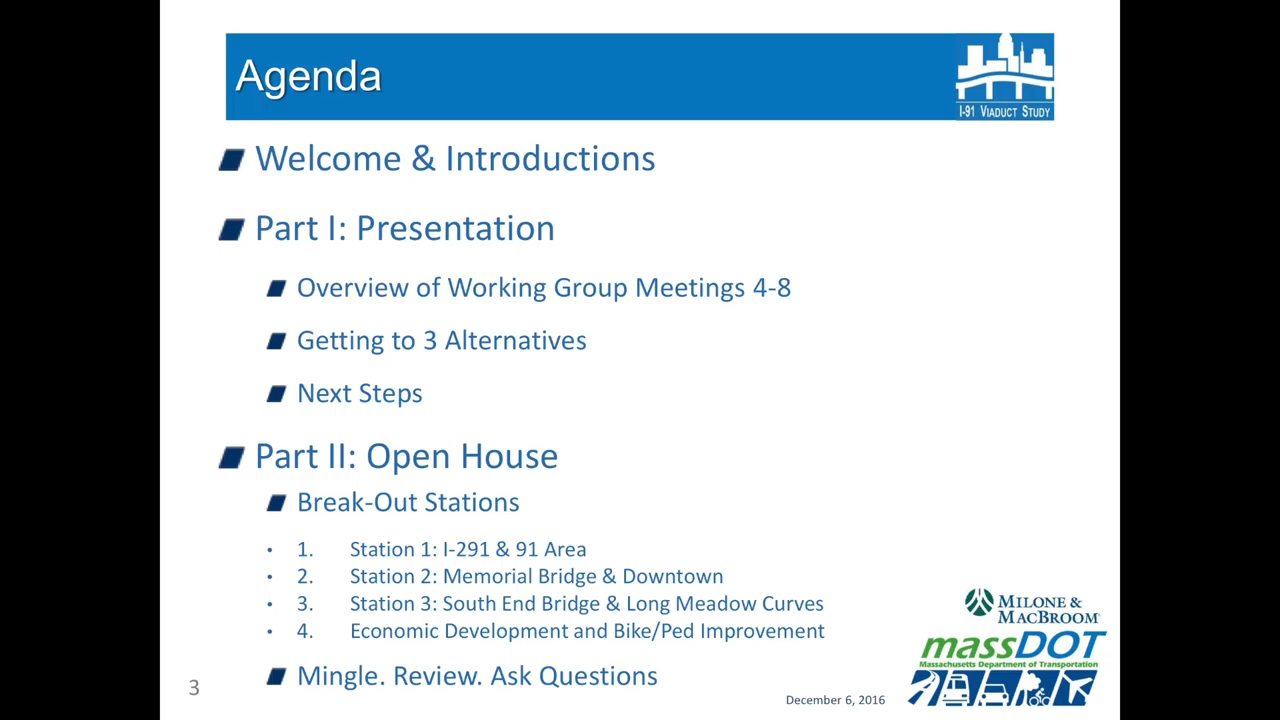 Agenda
I-91 VIADUCT STUDY
Welcome & Introductions
Part I: Presentation
Overview of Working Group Meetings 4-8
Getting to 3 Alternatives
Next Steps
Part II: Open House
Break-Out Stations
• 1. Station 1: I-291 & 91 Area
• 2. Station 2: Memorial Bridge & Downtown
• 3. Station 3: South End Bridge & Long Meadow Curves
• 4. Economic Development and Bike/Ped Improvement
Mingle. Review. Ask Questions
MILONE &
MACBROOM
massDOT
Massachusetts Department of Transportation
3
December 6, 2016